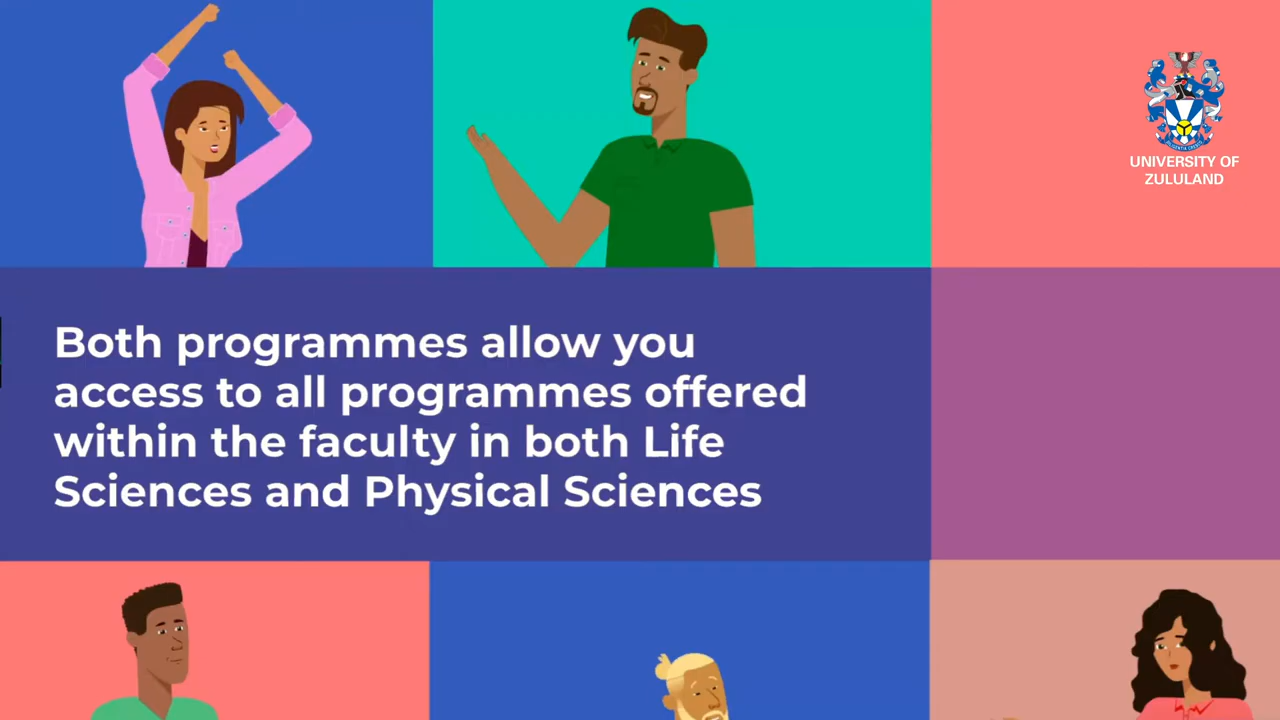 UNIVERSITY OF
ZULULAND
Both programmes allow you
access to all programmes offered
within the faculty in both Life
Sciences and Physical Sciences